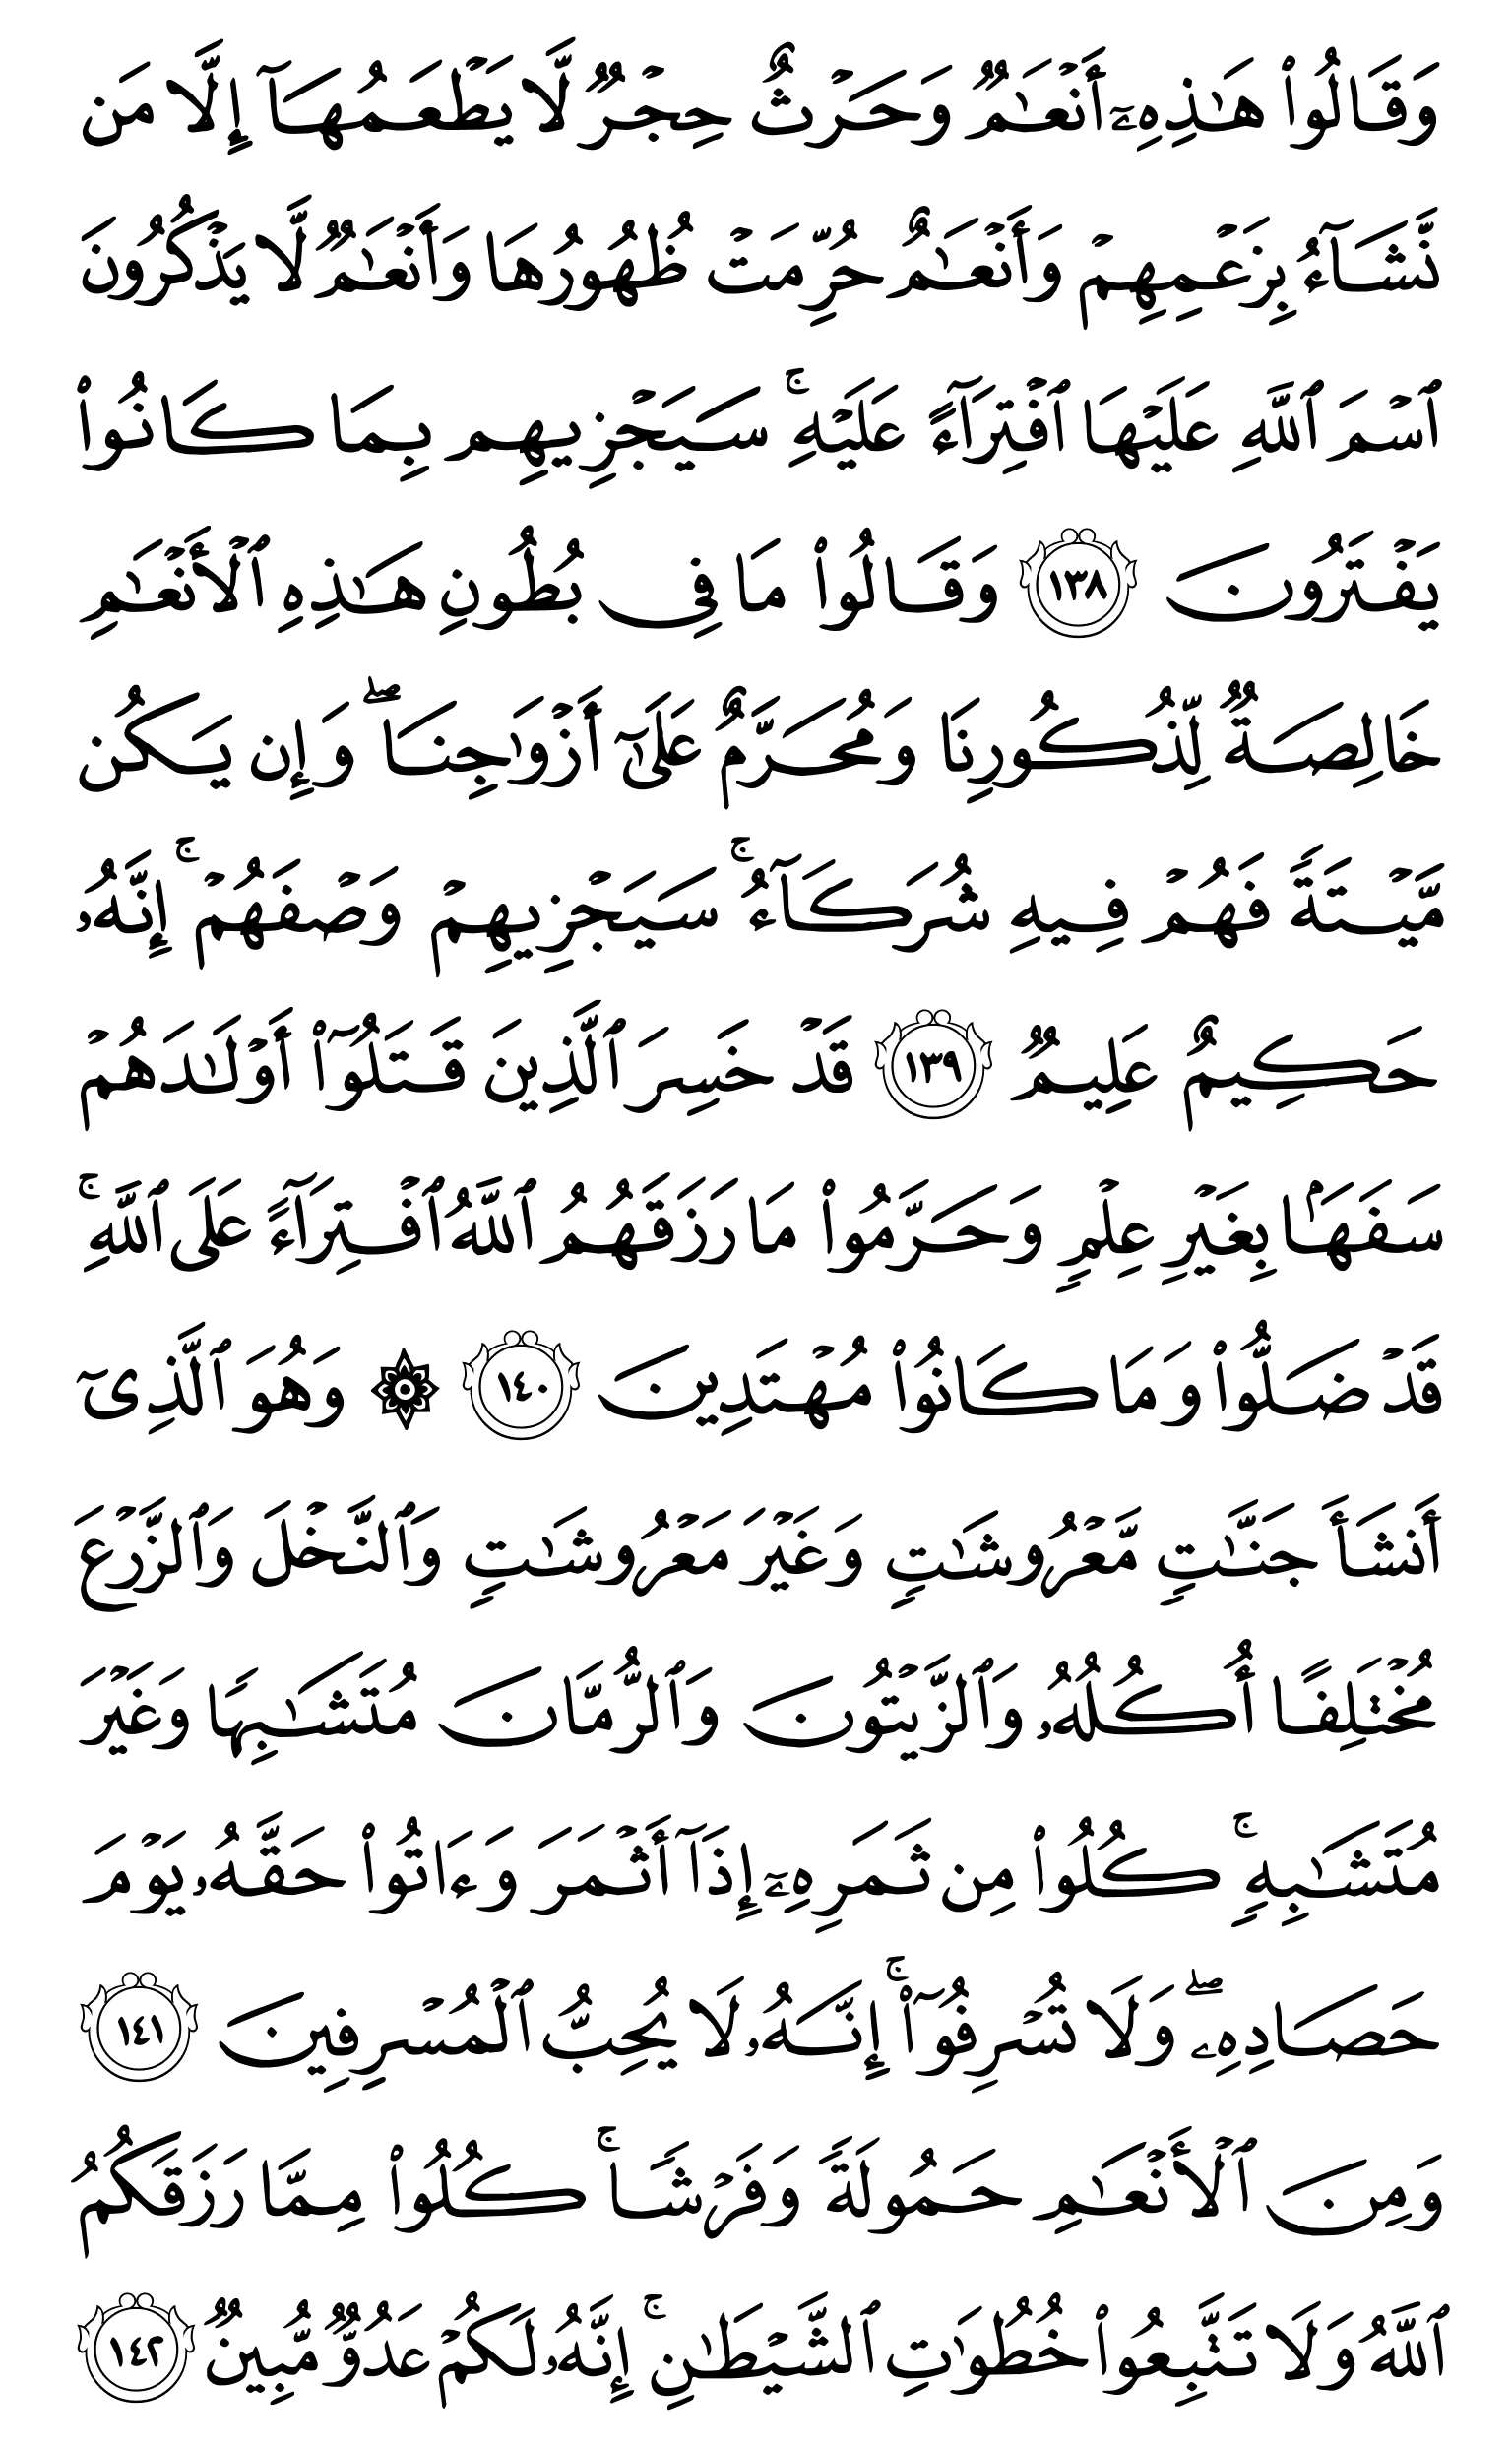 وَقَالُوا۟ هَـٰذِهِۦٓ أَنْعَـٰمٌۭ وَحَرْثٌ حِجْرٌۭ لَّا يَطْعَمُهَآ إِلَّا مَن
نَّشَآءُ بِزَعْمِهِمْ وَأَنْعَـٰمٌ حُرِّمَتْ ظُهُورُهَا وَأَنْعَـٰمٌۭ لَّا يَذْكُرُونَ
ٱسْمَ ٱللَّهِ عَلَيْهَا ٱفْتِرَآءً عَلَيْهِ ۚ سَيَجْزِيهِم بِمَا كَانُوا۟
يَفْتَرُونَ ١٣٨ وَقَالُوا۟ مَا فِى بُطُونِ هَـٰذِهِ ٱلْأَنْعَـٰمِ
خَالِصَةٌۭ لِّذُكُورِنَا وَمُحَرَّمٌ عَلَىٰٓ أَزْوَٰجِنَا ۖ وَإِن يَكُن
مَّيْتَةًۭ فَهُمْ فِيهِ شُرَكَآءُ ۚ سَيَجْزِيهِمْ وَصْفَهُمْ ۚ إِنَّهُۥ
حَكِيمٌ عَلِيمٌۭ ١٣٩ قَدْ خَسِرَ ٱلَّذِينَ قَتَلُوٓا۟ أَوْلَـٰدَهُمْ
سَفَهًۢا بِغَيْرِ عِلْمٍۢ وَحَرَّمُوا۟ مَا رَزَقَهُمُ ٱللَّهُ ٱفْتِرَآءً عَلَى ٱللَّهِ ۚ
قَدْ ضَلُّوا۟ وَمَا كَانُوا۟ مُهْتَدِينَ ١٤٠ ۞ وَهُوَ ٱلَّذِىٓ
أَنشَأَ جَنَّـٰتٍۢ مَّعْرُوشَـٰتٍۢ وَغَيْرَ مَعْرُوشَـٰتٍۢ وَٱلنَّخْلَ وَٱلزَّرْعَ
مُخْتَلِفًا أُكُلُهُۥ وَٱلزَّيْتُونَ وَٱلرُّمَّانَ مُتَشَـٰبِهًۭا وَغَيْرَ
مُتَشَـٰبِهٍۢ ۚ كُلُوا۟ مِن ثَمَرِهِۦٓ إِذَآ أَثْمَرَ وَءَاتُوا۟ حَقَّهُۥ يَوْمَ
حَصَادِهِۦ ۖ وَلَا تُسْرِفُوٓا۟ ۚ إِنَّهُۥ لَا يُحِبُّ ٱلْمُسْرِفِينَ ١٤١
وَمِنَ ٱلْأَنْعَـٰمِ حَمُولَةًۭ وَفَرْشًۭا ۚ كُلُوا۟ مِمَّا رَزَقَكُمُ
ٱللَّهُ وَلَا تَتَّبِعُوا۟ خُطُوَٰتِ ٱلشَّيْطَـٰنِ ۚ إِنَّهُۥ لَكُمْ عَدُوٌّۭ مُّبِينٌۭ ١٤٢